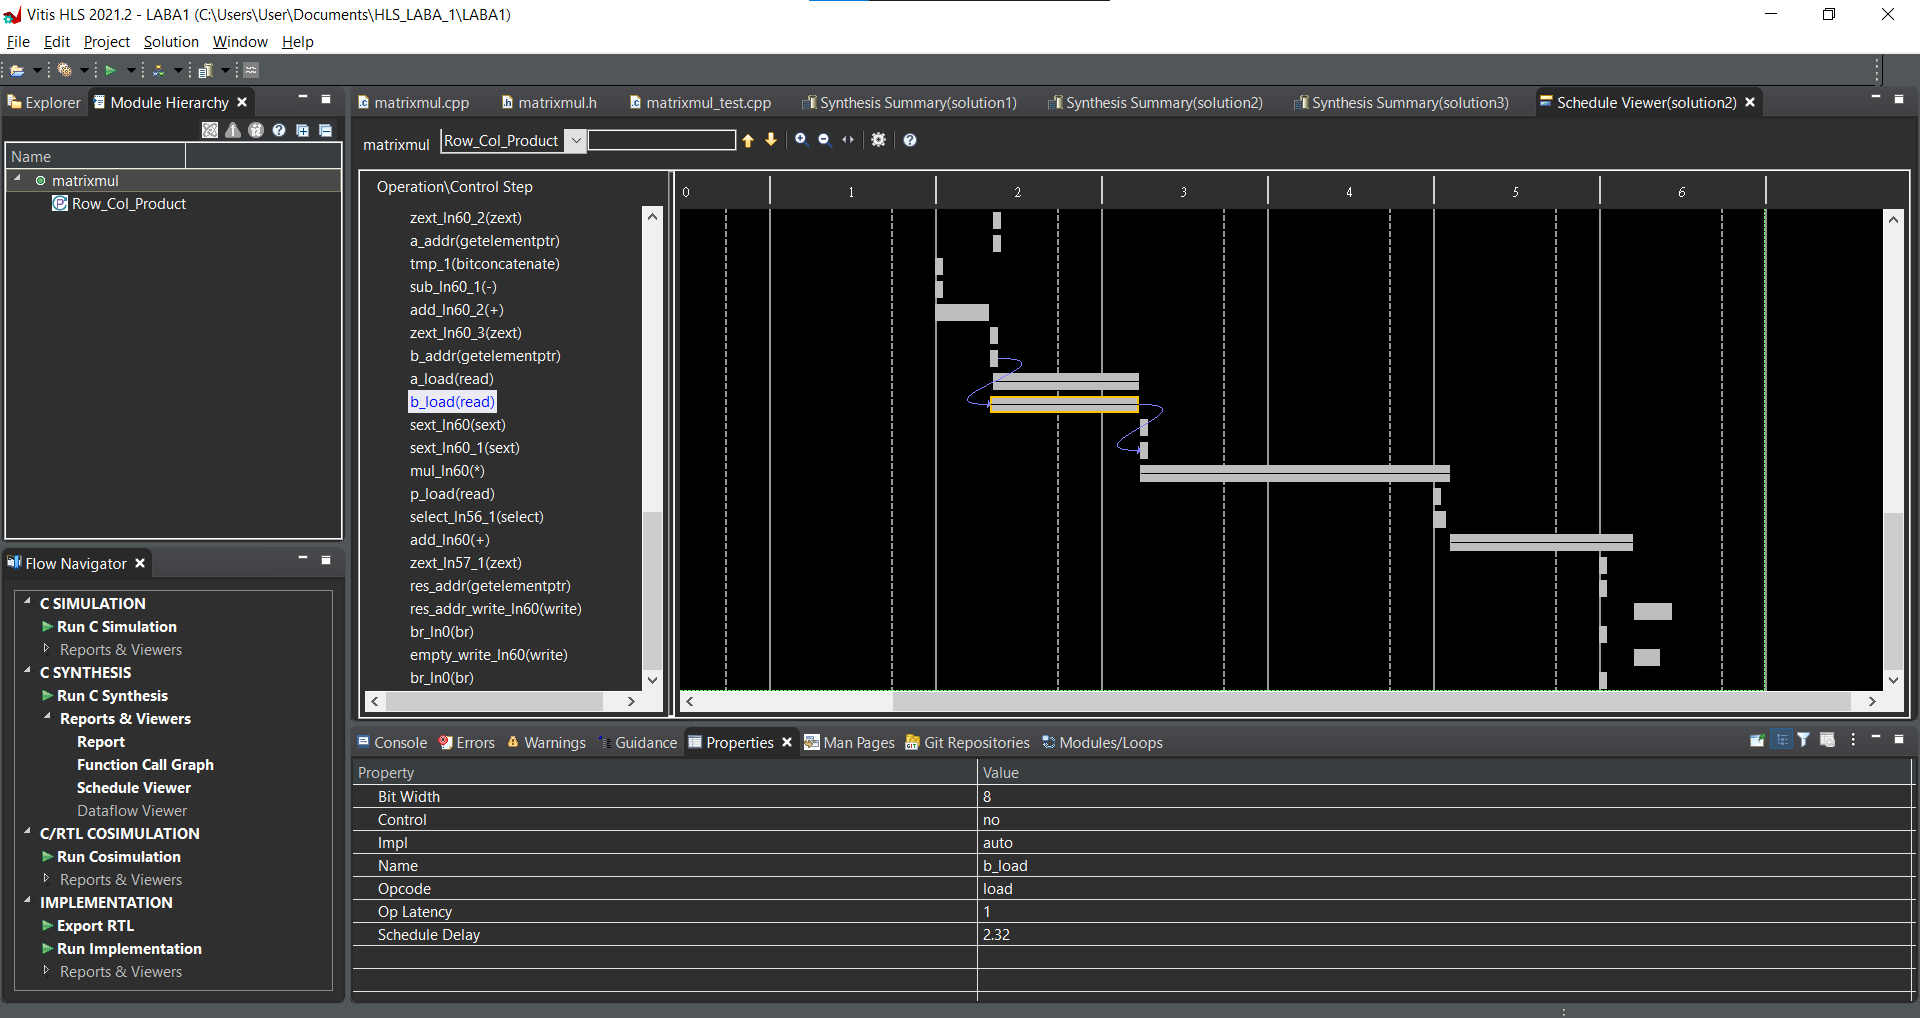 Vitis HLS 2021.2 - LABA1 (C:\Users\User\Documents\HLS_LABA_1\LABA1)
File Edit Project Solution Window Help
Explorer Module Hierarchy
Name
matrixmul
Row_Col_Product
Flow Navigator
C SIMULATION
Run C Simulation
Reports & Viewers
C SYNTHESIS
Run C Synthesis
Reports & Viewers
Report
Function Call Graph
Schedule Viewer
Dataflow Viewer
C/RTL COSIMULATION
Run Cosimulation
Reports & Viewers
IMPLEMENTATION
Export RTL
Run Implementation
Reports & Viewers
matrixmul.cpp matrixmul.h matrixmul_test.cpp Synthesis Summary(solution1) Synthesis Summary(solution2) Synthesis Summary(solution3) Schedule Viewer(solution2)
matrixmul Row_Col_Product
Operation\Control Step 0 1 2 3 4 5 6
zext_ln60_2(zext)
a_addr(getelementptr)
tmp_1(bitconcatenate)
sub_ln60_1(-)
add_ln60_2(+)
zext_ln60_3(zext)
b_addr(getelementptr)
a_load(read)
b_load(read)
sext_ln60(sext)
sext_ln60_1(sext)
mul_ln60(*)
p_load(read)
select_ln56_1(select)
add_ln60(+)
zext_ln57_1(zext)
res_addr(getelementptr)
res_addr_write_ln60(write)
br_ln0(br)
empty_write_ln60(write)
br_ln0(br)
Console Errors Warnings Guidance Properties Man Pages Git Repositories Modules/Loops
Property Value
Bit Width 8
Control no
Impl auto
Name b_load
Opcode load
Op Latency 1
Schedule Delay 2.32